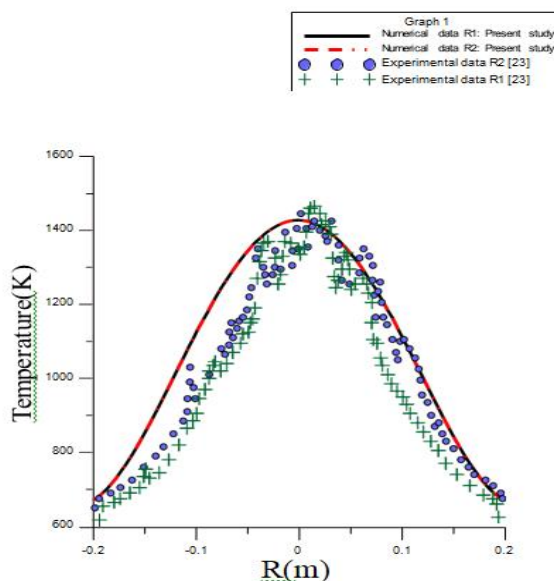 Graph 1
Numerical data R1: Present study
Numerical data R2: Present study
Experimental data R2 [23]
Experimental data R1 [23]
1600
1400
1200
1000
800
600
Temperature(K)
-0.2
-0.1
0
0.1
0.2
R(m)